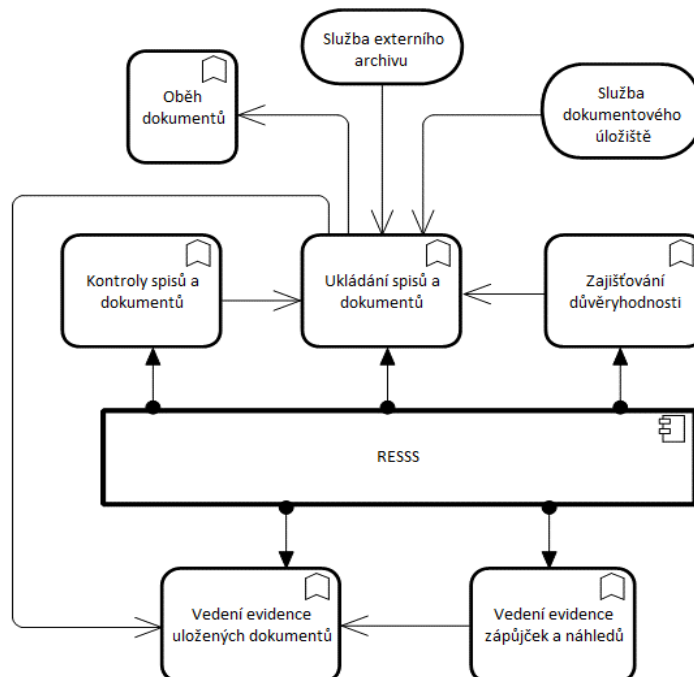 Služba externího
archivu
Oběh
dokumentů
Služba
dokumentového
úložiště
Kontroly spisů a
dokumentů
Ukládání spisů a
dokumentů
Zajišťování
důvěryhodnosti
RESSS
Vedení evidence
uložených dokumentů
Vedení evidence
zápůjček a náhledů